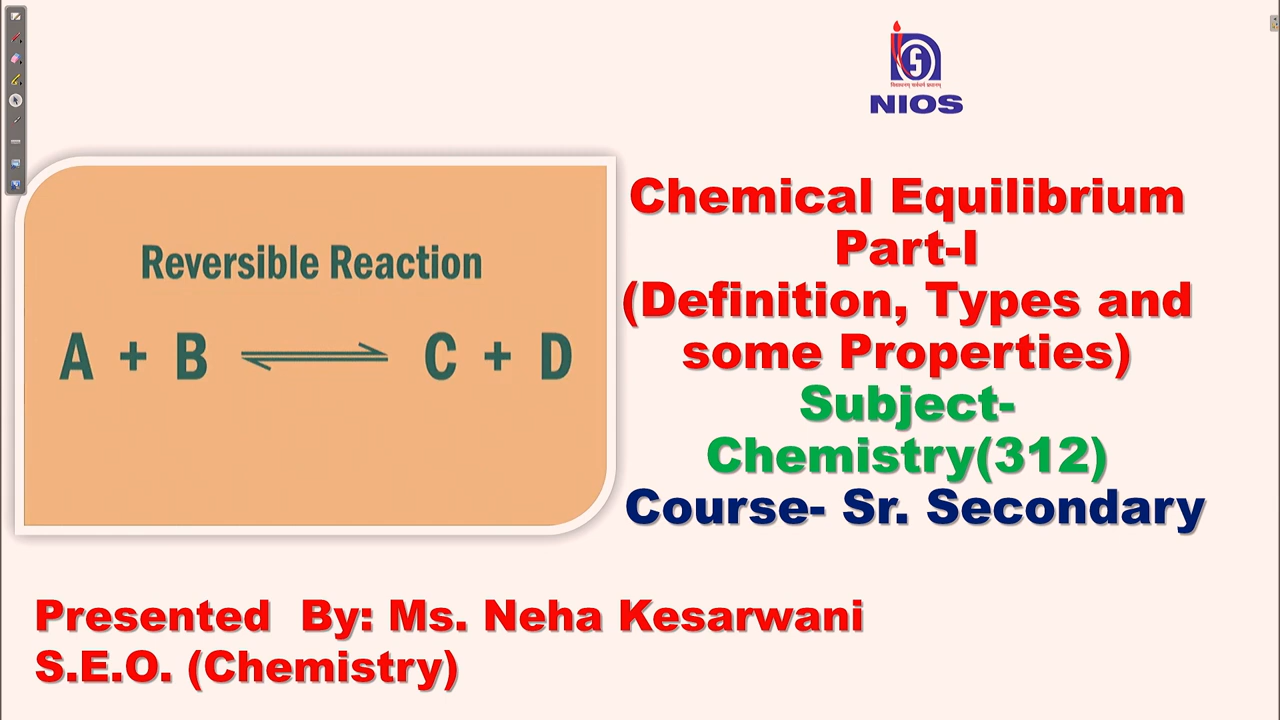 NIOS
Reversible Reaction
A + B ⇌ C + D
Chemical Equilibrium
Part-I
(Definition, Types and
some Properties)
Subject-
Chemistry(312)
Course- Sr. Secondary
Presented By: Ms. Neha Kesarwani
S.E.O. (Chemistry)